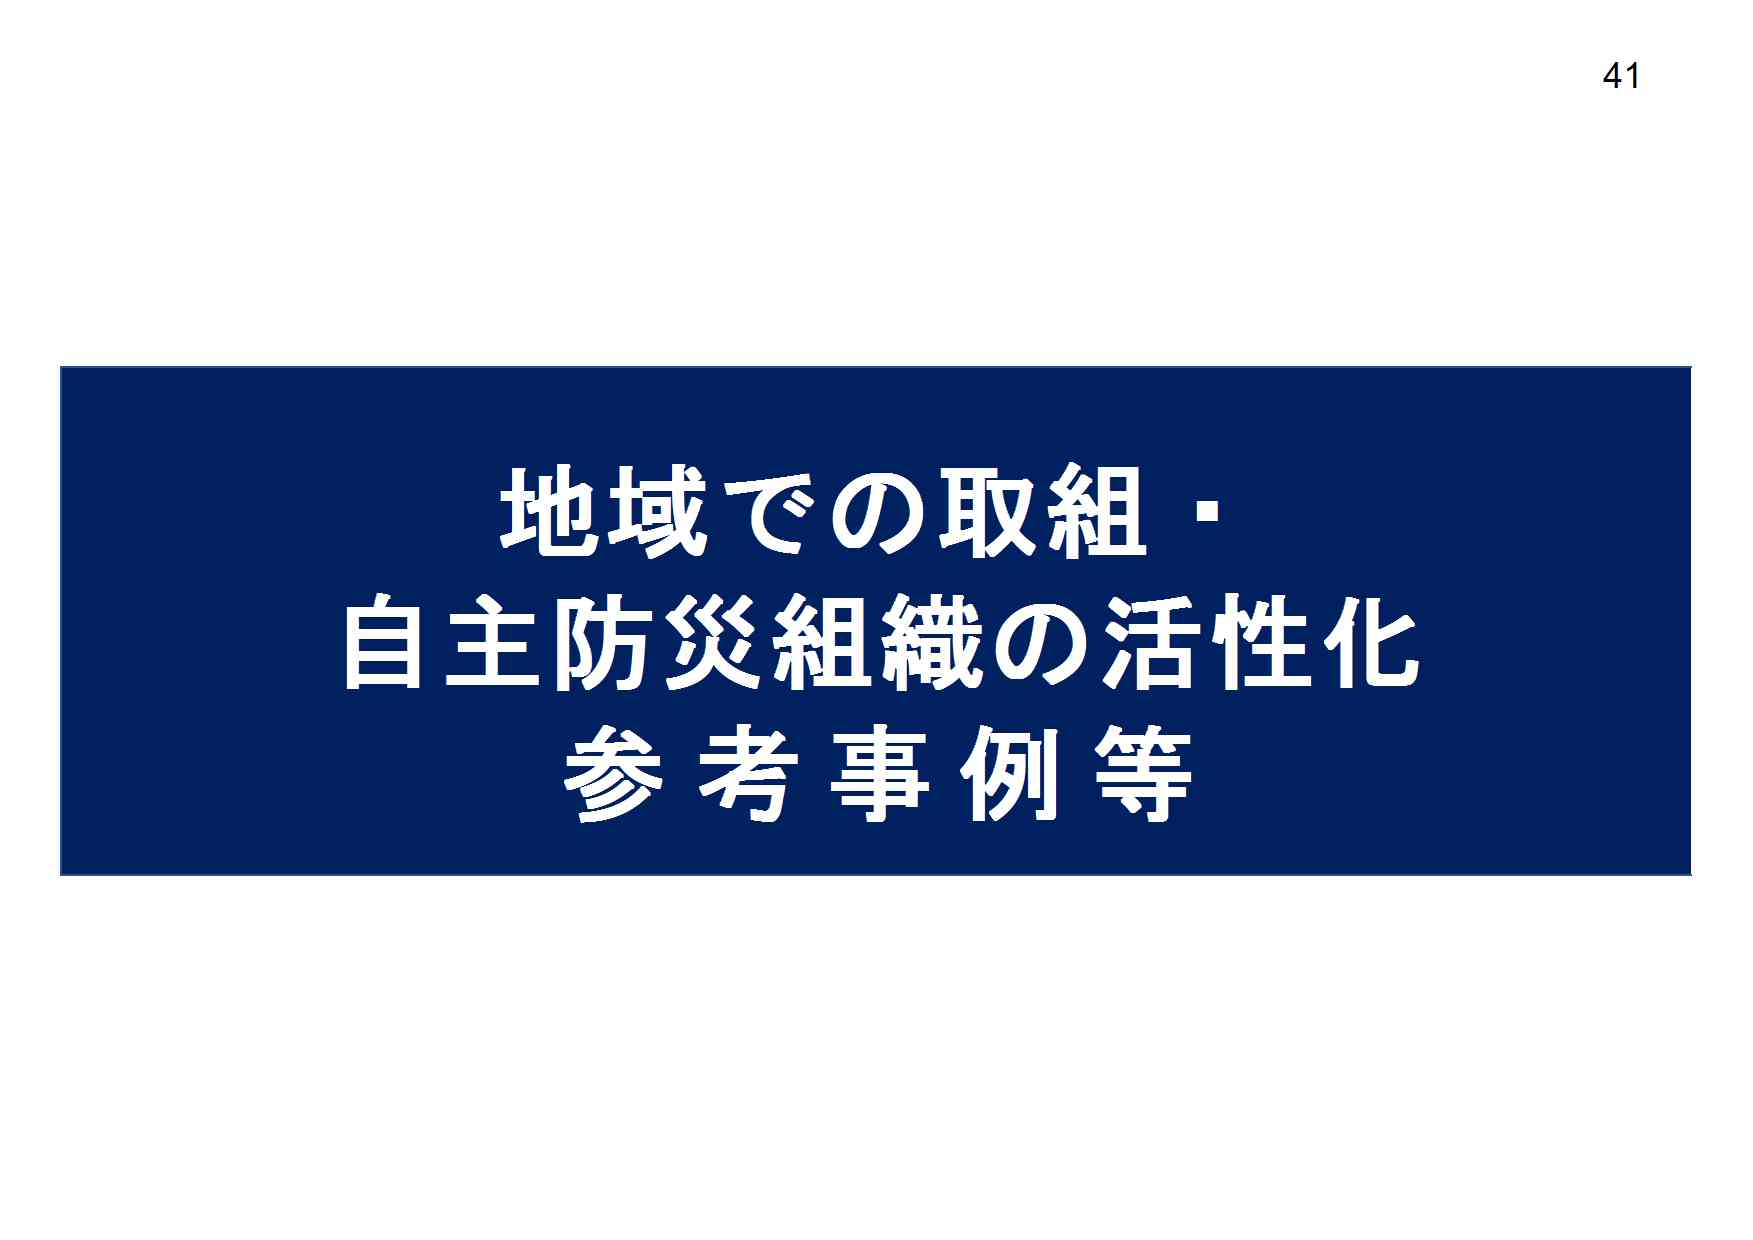 41
地域での取組・
自主防災組織の活性化
参 考 事 例 等